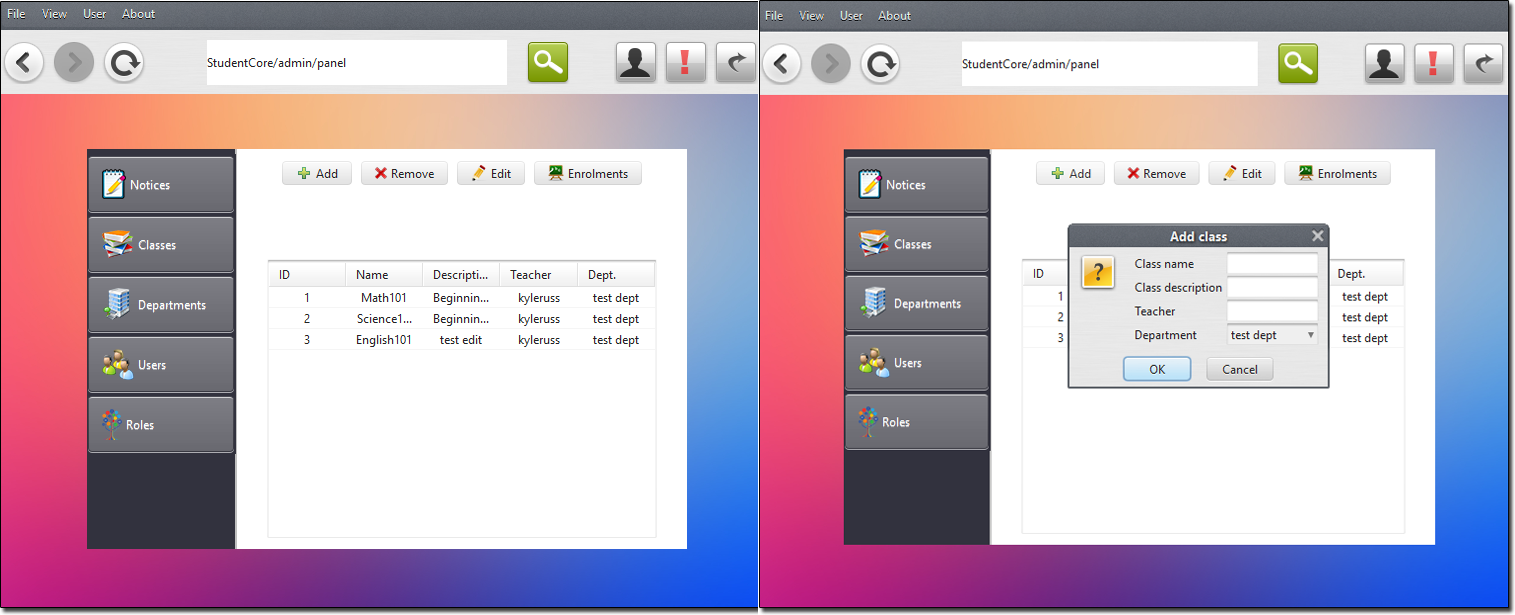 File View User About
StudentCore/admin/panel
Notices
Classes
Departments
Users
Roles
Add Remove Edit Enrolments
ID Name Descripti... Teacher Dept.
1 Math101 Beginnin... kyleruss test dept
2 Science1... Beginnin... kyleruss test dept
3 English101 test edit kyleruss test dept
File View User About
StudentCore/admin/panel
Notices
Classes
Departments
Users
Roles
Add Remove Edit Enrolments
ID Dept.
1 test dept
2 test dept
3 test dept
Add class
?
Class name
Class description
Teacher
Department test dept
OK Cancel